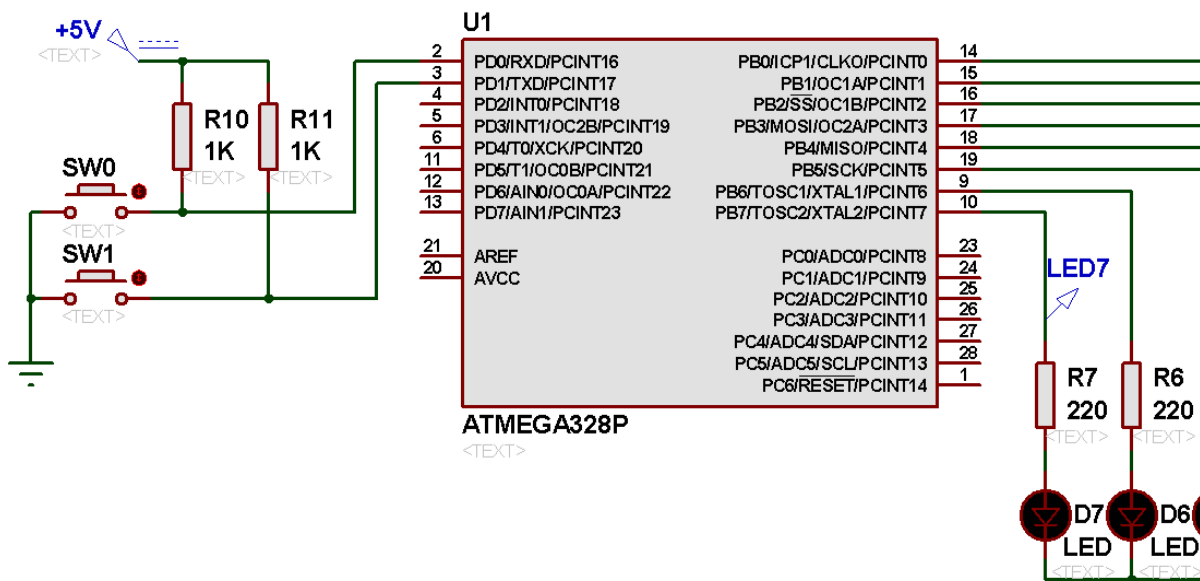 +5V
<TEXT>
R10
1K
<TEXT>
R11
1K
<TEXT>
SW0
<TEXT>
SW1
<TEXT>
U1
2 PD0/RXD/PCINT16
3 PD1/TXD/PCINT17
4 PD2/INT0/PCINT18
5 PD3/INT1/OC2B/PCINT19
6 PD4/T0/XCK/PCINT20
11 PD5/T1/OC0B/PCINT21
12 PD6/AIN0/OC0A/PCINT22
13 PD7/AIN1/PCINT23
21 AREF
20 AVCC
PB0/ICP1/CLKO/PCINT0 14
PB1/OC1A/PCINT1 15
PB2/SS/OC1B/PCINT2 16
PB3/MOSI/OC2A/PCINT3 17
PB4/MISO/PCINT4 18
PB5/SCK/PCINT5 19
PB6/TOSC1/XTAL1/PCINT6 9
PB7/TOSC2/XTAL2/PCINT7 10
PC0/ADC0/PCINT8 23
PC1/ADC1/PCINT9 24
PC2/ADC2/PCINT10 25
PC3/ADC3/PCINT11 26
PC4/ADC4/SDA/PCINT12 27
PC5/ADC5/SCL/PCINT13 28
PC6/RESET/PCINT14 1
ATMEGA328P
<TEXT>
LED7
R7
220
<TEXT>
R6
220
<TEXT>
D7
LED
<TEXT>
D6
LED
<TEXT>